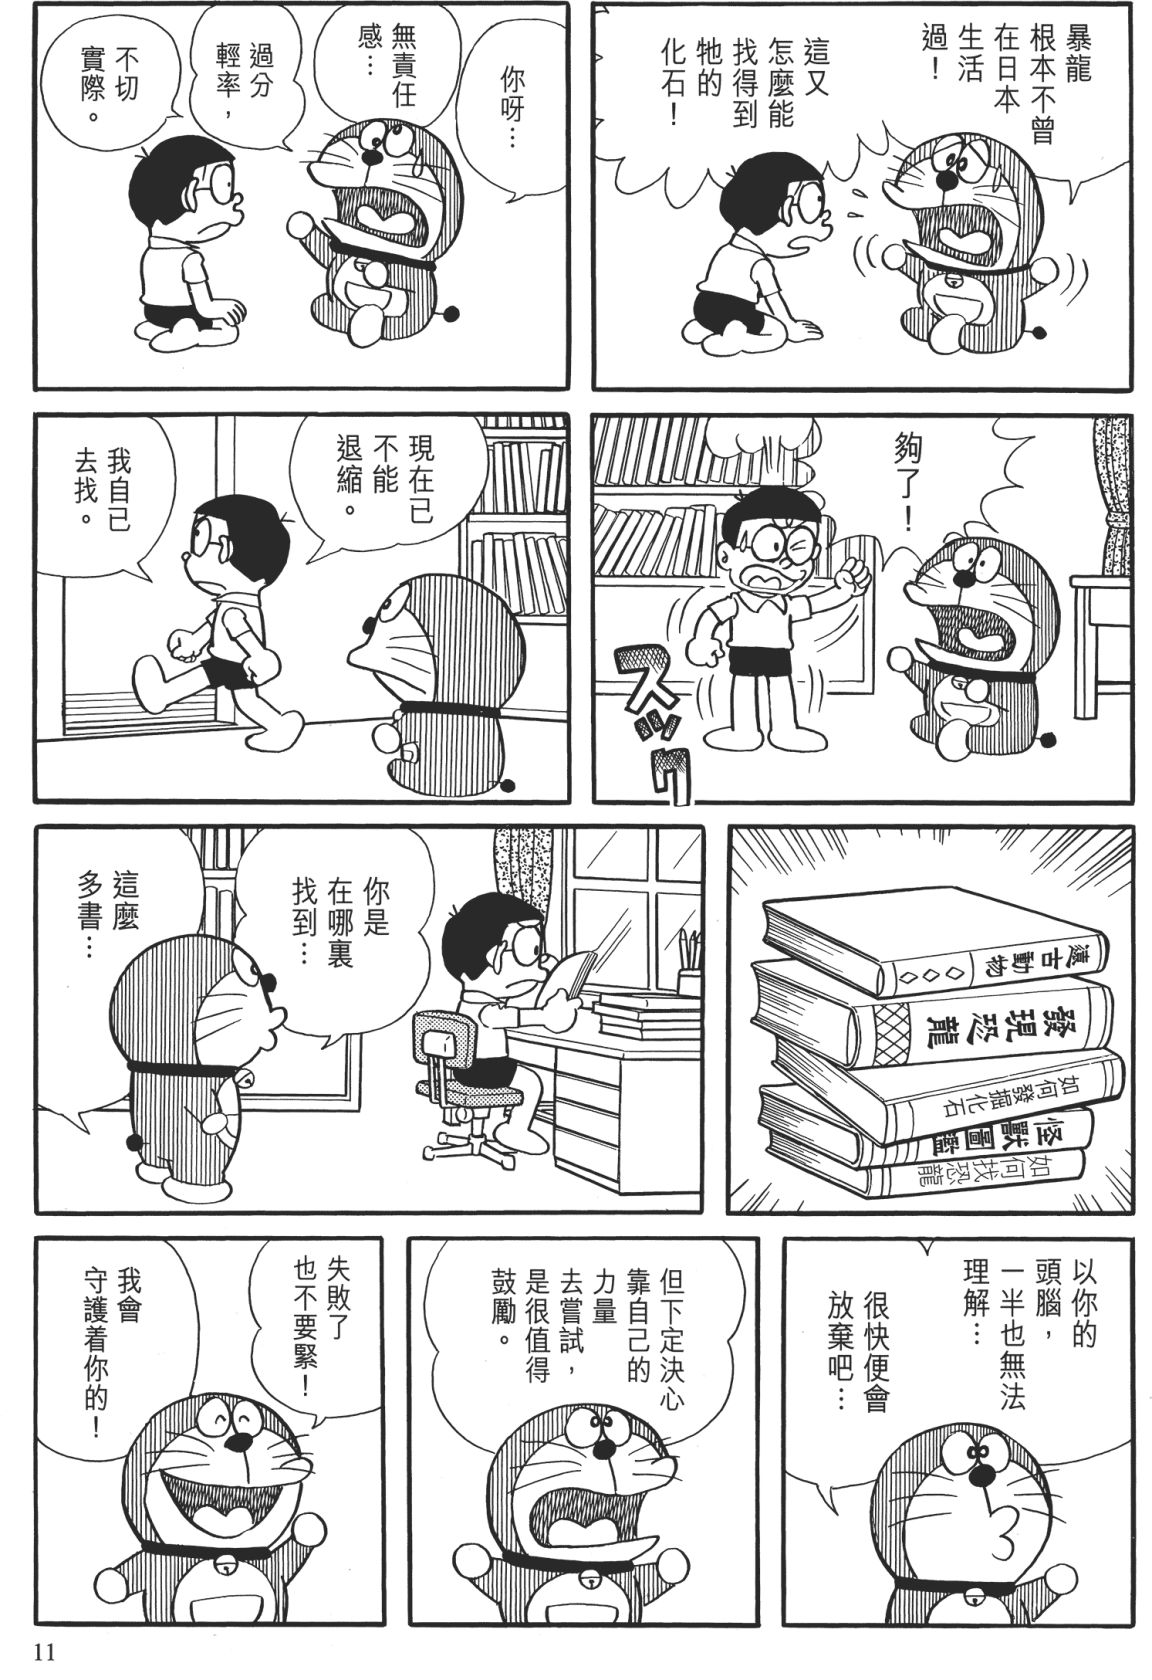 暴龍
根本不曾
在日本
生活
過！
這又
怎麼能
找得到
牠的
化石！
你呀…
無責任
感…
過分
輕率，
不切
實際。
夠了！
スック
現在已
不能
退縮。
我自已
去找。
遠古動物
發現恐龍
如何發掘化石
怪獸圖鑑
如何找恐龍
你是
在哪裏
找到…
這麼
多書…
以你的
頭腦，
一半也無法
理解…
很快便會
放棄吧…
但下定決心
靠自己的
力量
去嘗試，
是很值得
鼓勵。
失敗了
也不要緊！
我會
守護着你的！
11